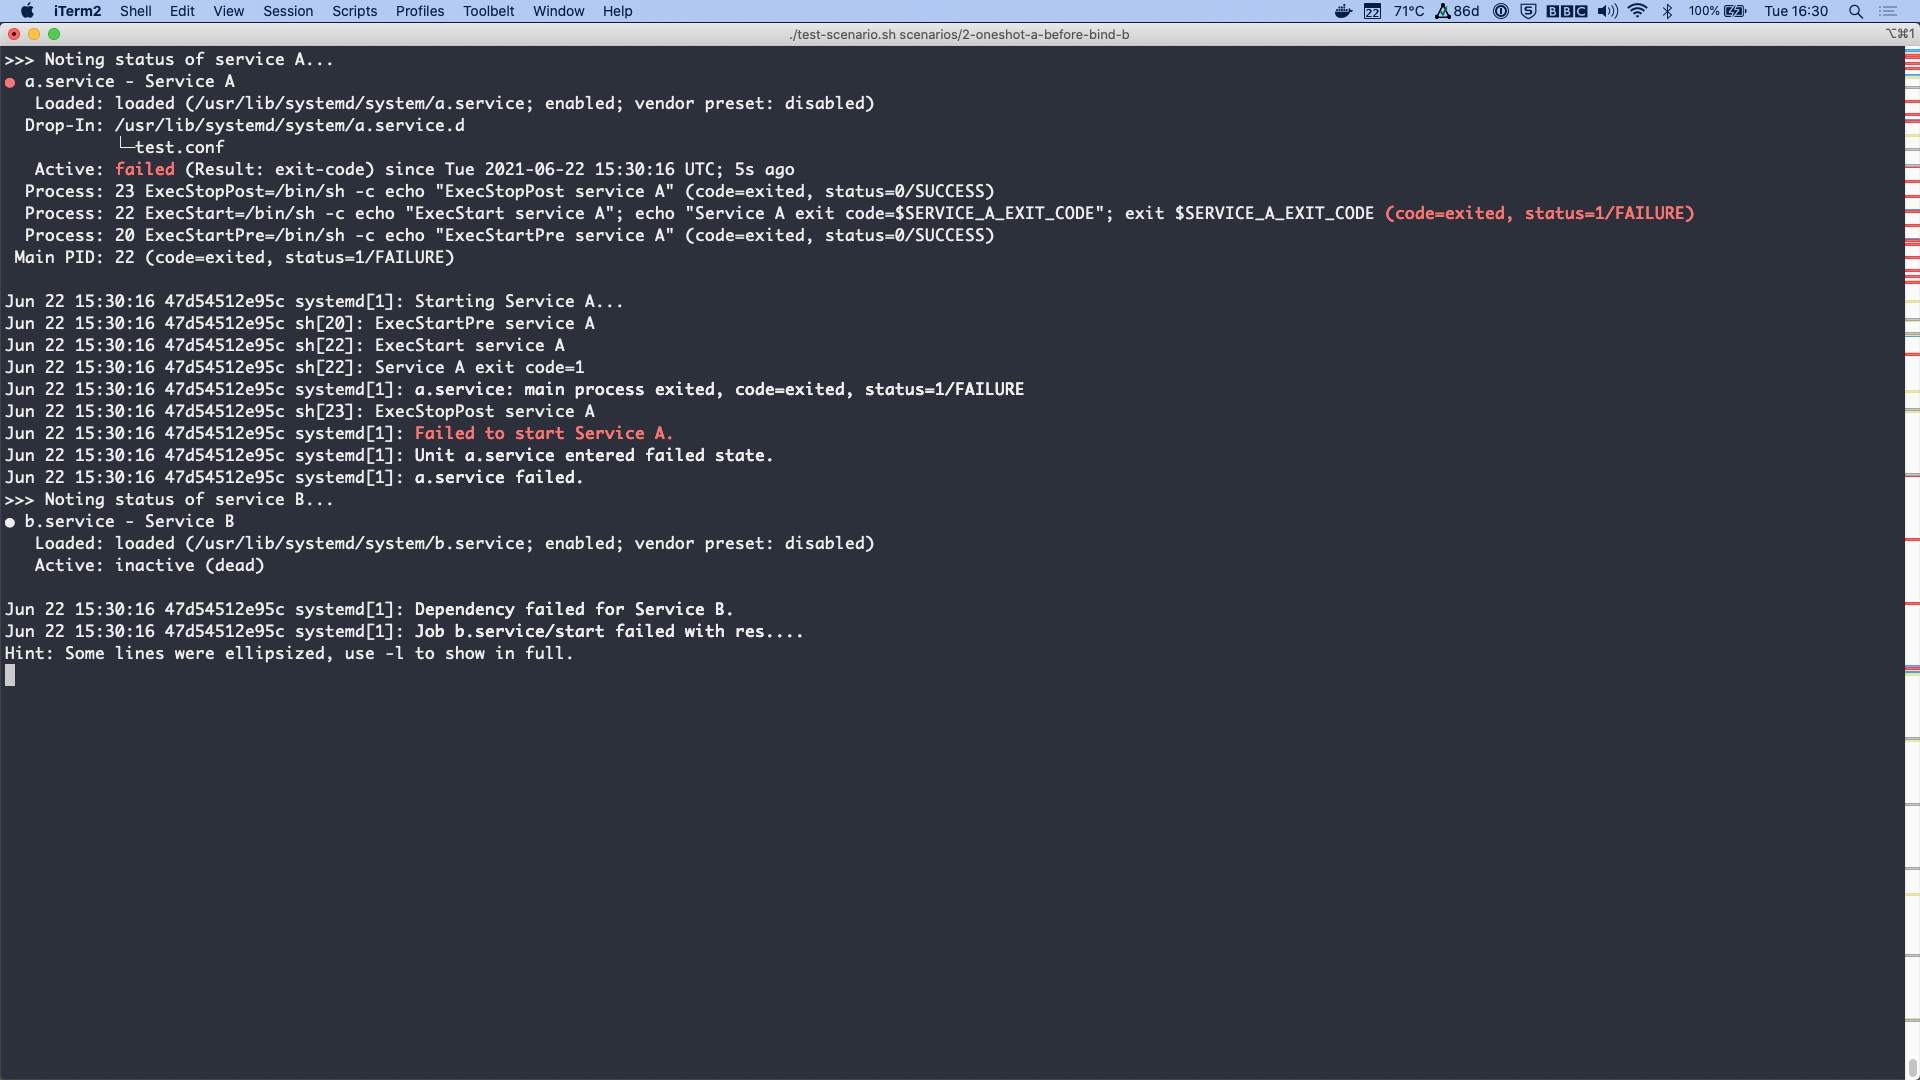 iTerm2 Shell Edit View Session Scripts Profiles Toolbelt Window Help 22 71°C 86d BBC 100% Tue 16:30
./test-scenario.sh scenarios/2-oneshot-a-before-bind-b ⌥⌘1
>>> Noting status of service A...
● a.service - Service A
Loaded: loaded (/usr/lib/systemd/system/a.service; enabled; vendor preset: disabled)
Drop-In: /usr/lib/systemd/system/a.service.d
└─test.conf
Active: failed (Result: exit-code) since Tue 2021-06-22 15:30:16 UTC; 5s ago
Process: 23 ExecStopPost=/bin/sh -c echo "ExecStopPost service A" (code=exited, status=0/SUCCESS)
Process: 22 ExecStart=/bin/sh -c echo "ExecStart service A"; echo "Service A exit code=$SERVICE_A_EXIT_CODE"; exit $SERVICE_A_EXIT_CODE (code=exited, status=1/FAILURE)
Process: 20 ExecStartPre=/bin/sh -c echo "ExecStartPre service A" (code=exited, status=0/SUCCESS)
Main PID: 22 (code=exited, status=1/FAILURE)
Jun 22 15:30:16 47d54512e95c systemd[1]: Starting Service A...
Jun 22 15:30:16 47d54512e95c sh[20]: ExecStartPre service A
Jun 22 15:30:16 47d54512e95c sh[22]: ExecStart service A
Jun 22 15:30:16 47d54512e95c sh[22]: Service A exit code=1
Jun 22 15:30:16 47d54512e95c systemd[1]: a.service: main process exited, code=exited, status=1/FAILURE
Jun 22 15:30:16 47d54512e95c sh[23]: ExecStopPost service A
Jun 22 15:30:16 47d54512e95c systemd[1]: Failed to start Service A.
Jun 22 15:30:16 47d54512e95c systemd[1]: Unit a.service entered failed state.
Jun 22 15:30:16 47d54512e95c systemd[1]: a.service failed.
>>> Noting status of service B...
● b.service - Service B
Loaded: loaded (/usr/lib/systemd/system/b.service; enabled; vendor preset: disabled)
Active: inactive (dead)
Jun 22 15:30:16 47d54512e95c systemd[1]: Dependency failed for Service B.
Jun 22 15:30:16 47d54512e95c systemd[1]: Job b.service/start failed with res....
Hint: Some lines were ellipsized, use -l to show in full.